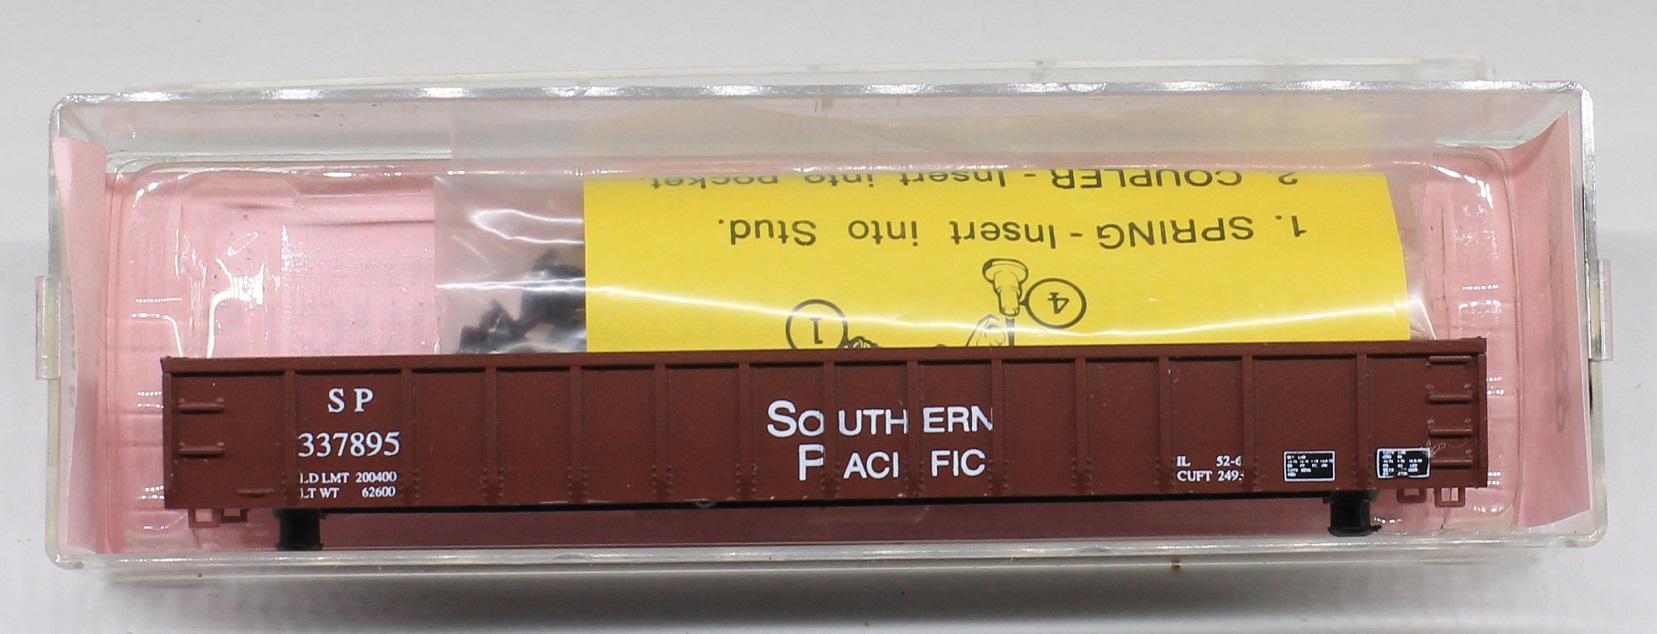 2. COUPLER - Insert into pocket.
1. SPRING - Insert into Stud.
4
1
SP
337895
LD LMT 200400
LT WT 62600
SOUTHERN
PACIFIC
IL 52-6
CUFT 249